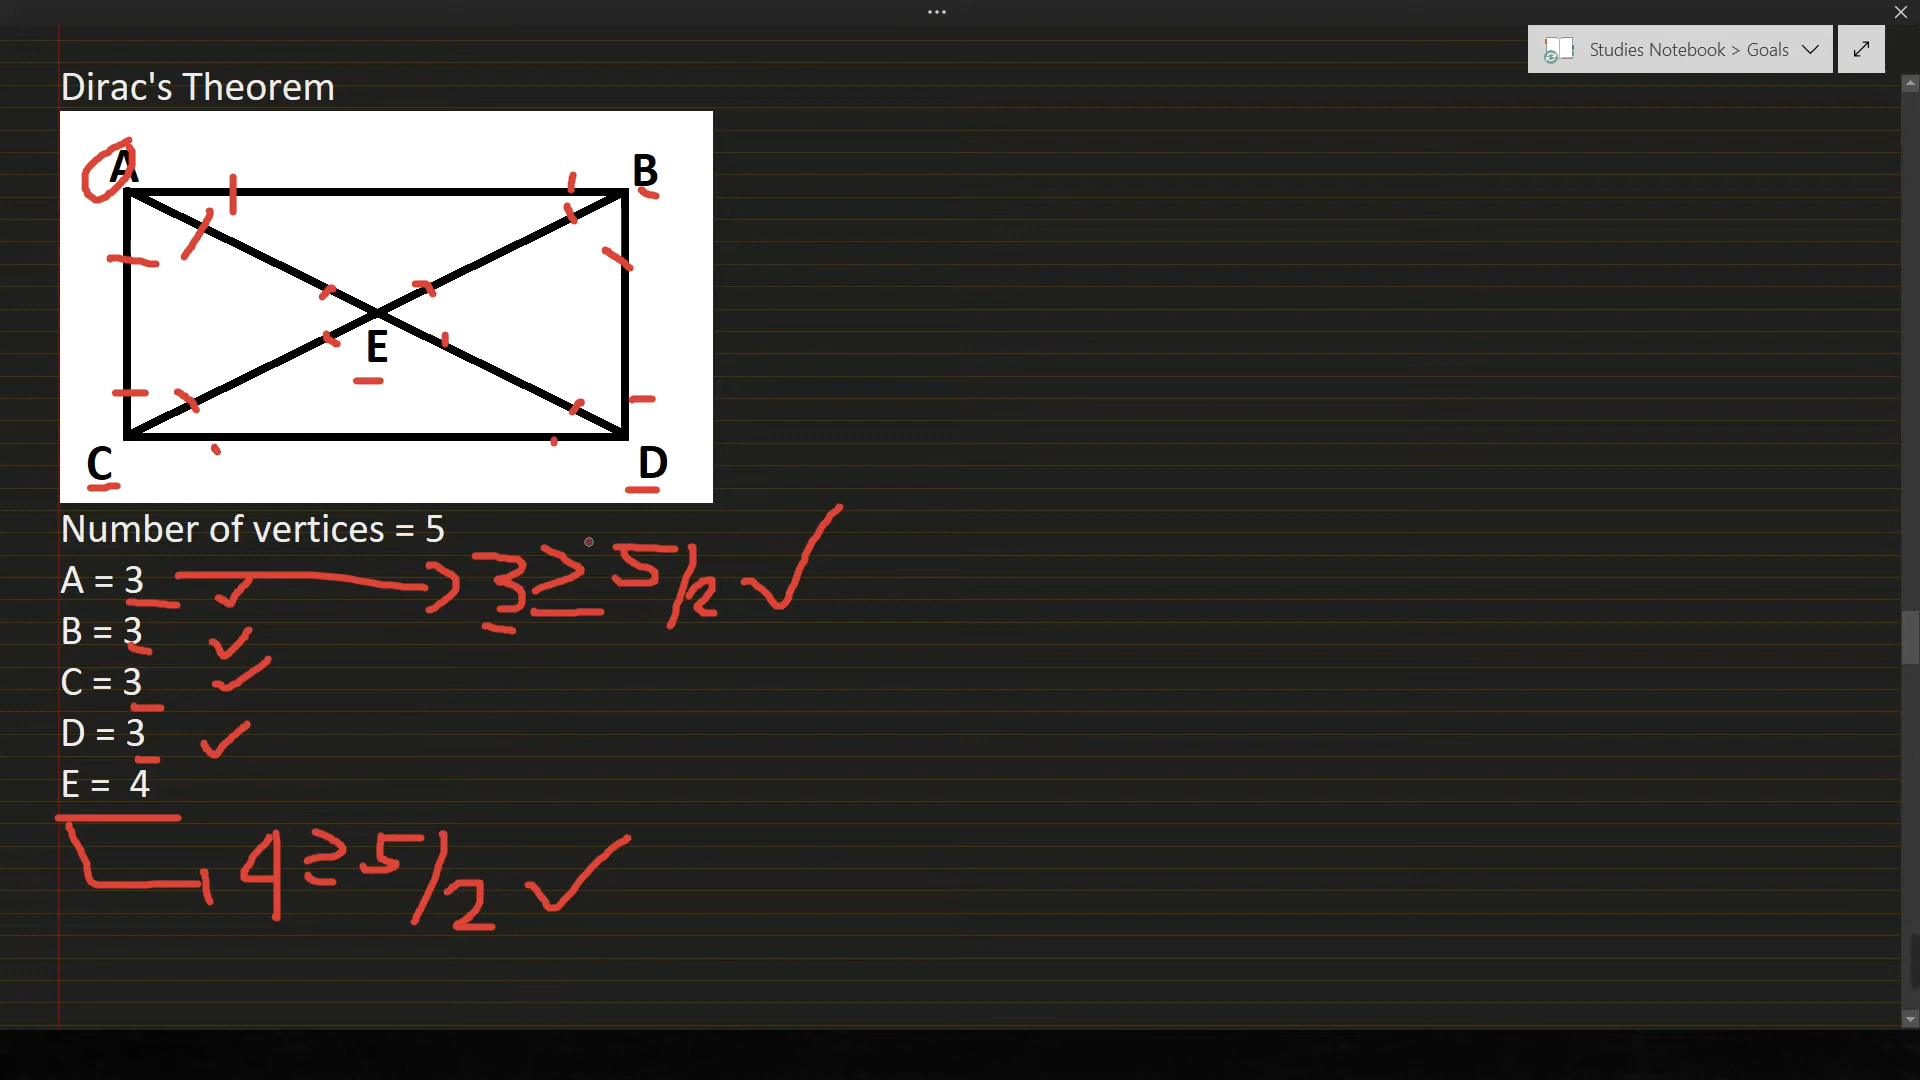 Studies Notebook > Goals
Dirac's Theorem
A
B
E
C
D
Number of vertices = 5
A = 3
3 ≥ 5/2
B = 3
C = 3
D = 3
E = 4
4 ≥ 5/2